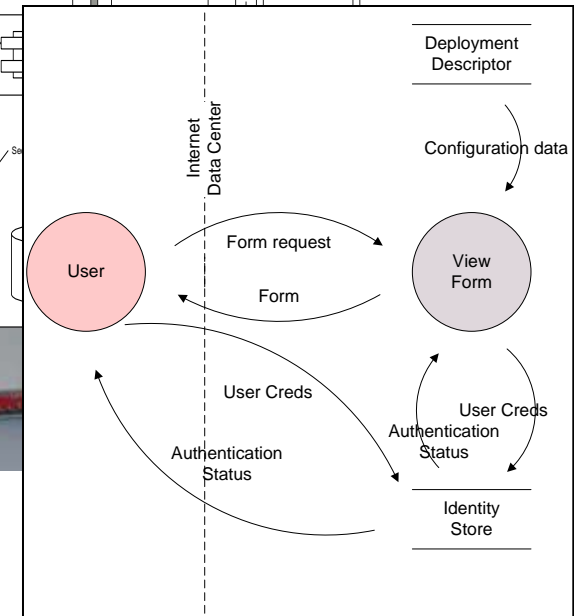 Deployment
Descriptor
Configuration data
Internet
Data Center
User
Form request
View
Form
Form
User Creds
User Creds
Authentication
Status
Authentication
Status
Identity
Store